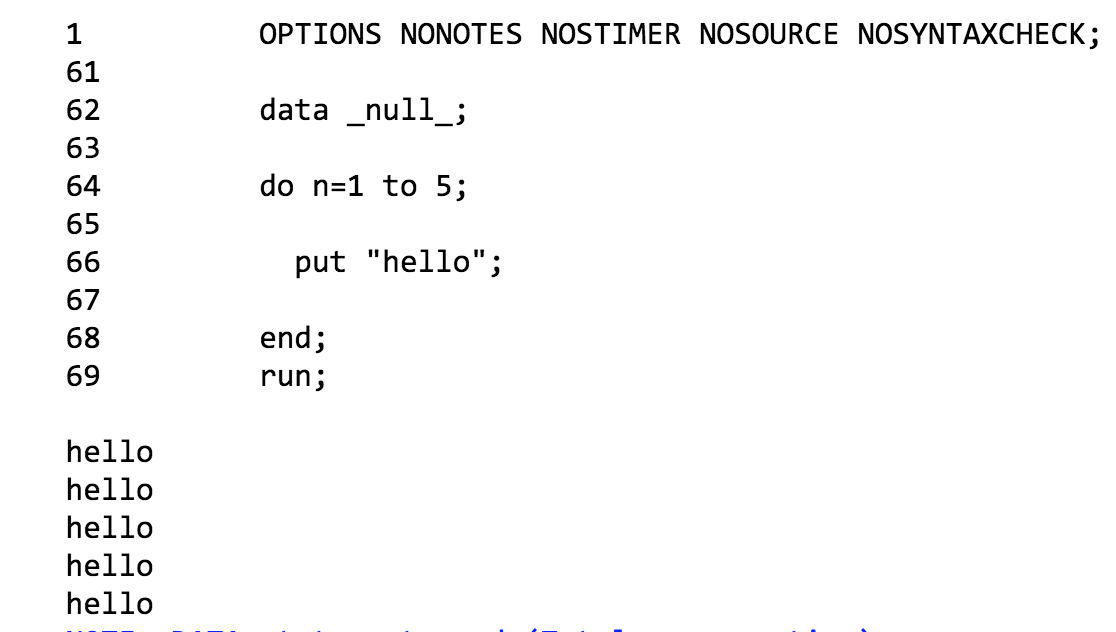 1 OPTIONS NONOTES NOSTIMER NOSOURCE NOSYNTAXCHECK;
61
62 data _null_;
63
64 do n=1 to 5;
65
66 put "hello";
67
68 end;
69 run;
hello
hello
hello
hello
hello